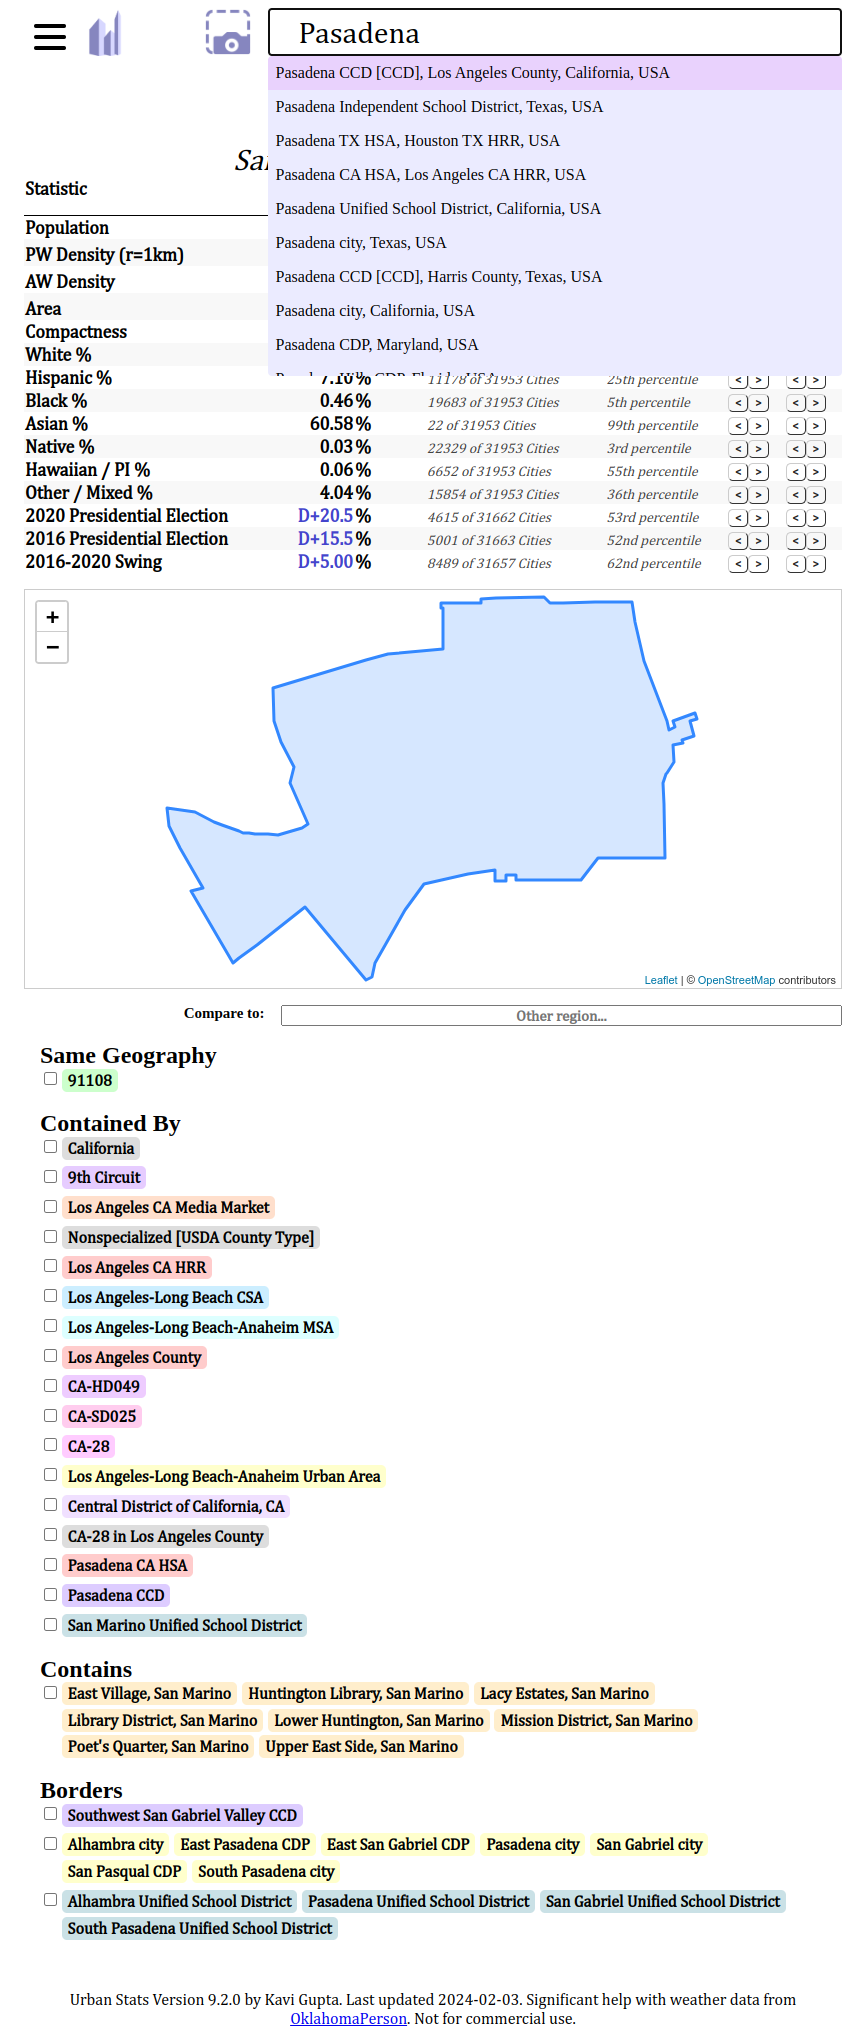 Pasadena
Pasadena CCD [CCD], Los Angeles County, California, USA
Pasadena Independent School District, Texas, USA
Pasadena TX HSA, Houston TX HRR, USA
Pasadena CA HSA, Los Angeles CA HRR, USA
Pasadena Unified School District, California, USA
Pasadena city, Texas, USA
Pasadena CCD [CCD], Harris County, Texas, USA
Pasadena city, California, USA
Pasadena CDP, Maryland, USA
Statistic
Population
PW Density (r=1km)
AW Density
Area
Compactness
White %
Hispanic % 7.10% 11178 of 31953 Cities 25th percentile < > < >
Black % 0.46% 19683 of 31953 Cities 5th percentile < > < >
Asian % 60.58% 22 of 31953 Cities 99th percentile < > < >
Native % 0.03% 22329 of 31953 Cities 3rd percentile < > < >
Hawaiian / PI % 0.06% 6652 of 31953 Cities 55th percentile < > < >
Other / Mixed % 4.04% 15854 of 31953 Cities 36th percentile < > < >
2020 Presidential Election D+20.5% 4615 of 31662 Cities 53rd percentile < > < >
2016 Presidential Election D+15.5% 5001 of 31663 Cities 52nd percentile < > < >
2016-2020 Swing D+5.00% 8489 of 31657 Cities 62nd percentile < > < >
+
−
Leaflet | © OpenStreetMap contributors
Compare to: Other region...
Same Geography
91108
Contained By
California
9th Circuit
Los Angeles CA Media Market
Nonspecialized [USDA County Type]
Los Angeles CA HRR
Los Angeles-Long Beach CSA
Los Angeles-Long Beach-Anaheim MSA
Los Angeles County
CA-HD049
CA-SD025
CA-28
Los Angeles-Long Beach-Anaheim Urban Area
Central District of California, CA
CA-28 in Los Angeles County
Pasadena CA HSA
Pasadena CCD
San Marino Unified School District
Contains
East Village, San Marino Huntington Library, San Marino Lacy Estates, San Marino
Library District, San Marino Lower Huntington, San Marino Mission District, San Marino
Poet's Quarter, San Marino Upper East Side, San Marino
Borders
Southwest San Gabriel Valley CCD
Alhambra city East Pasadena CDP East San Gabriel CDP Pasadena city San Gabriel city
San Pasqual CDP South Pasadena city
Alhambra Unified School District Pasadena Unified School District San Gabriel Unified School District
South Pasadena Unified School District
Urban Stats Version 9.2.0 by Kavi Gupta. Last updated 2024-02-03. Significant help with weather data from
OklahomaPerson. Not for commercial use.